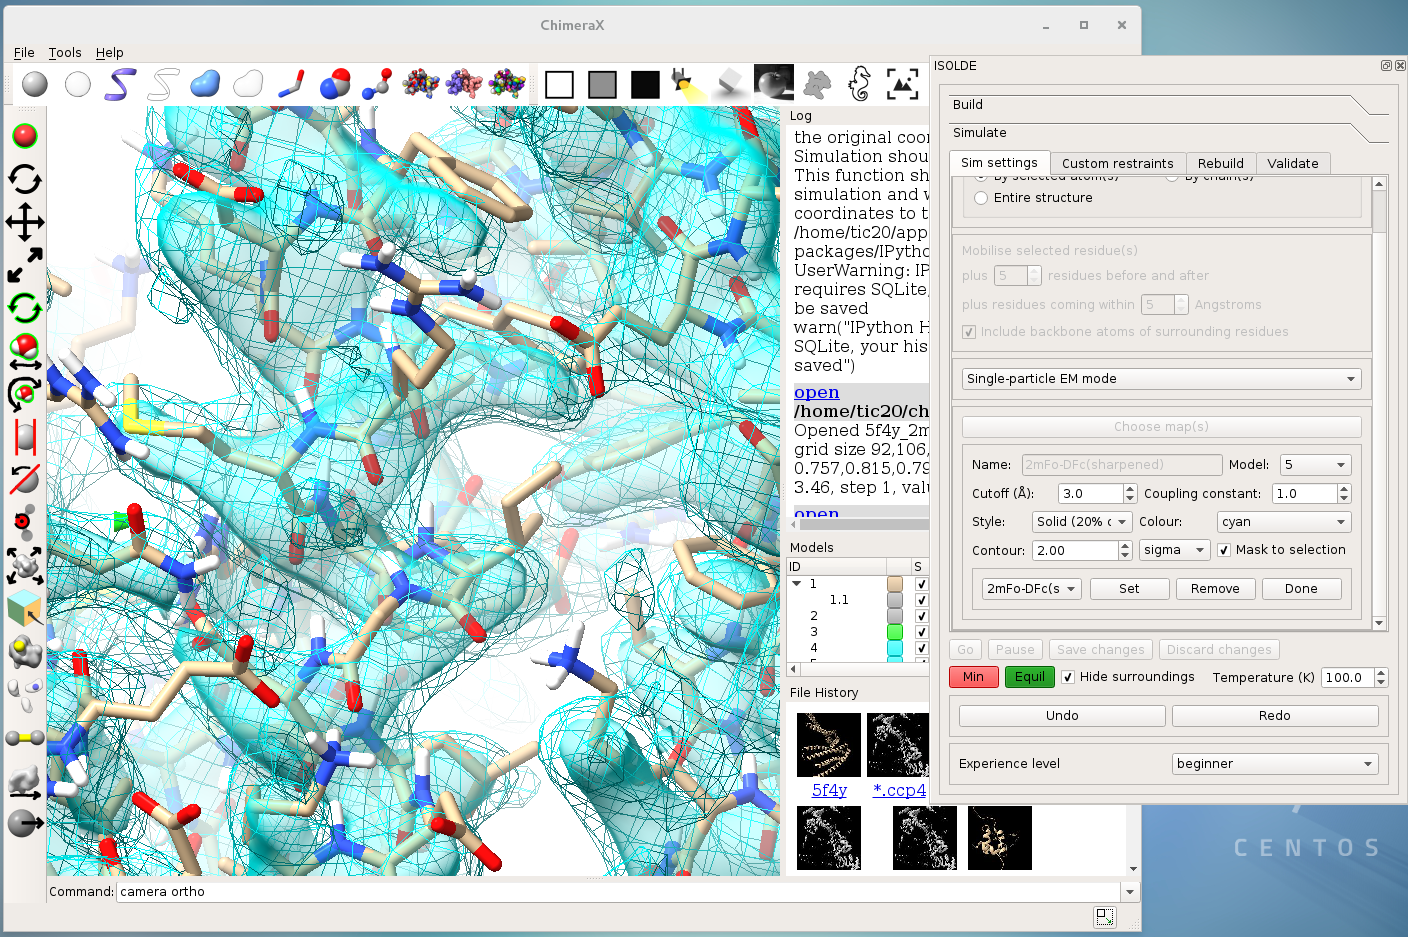 ChimeraX
File Tools Help
Log
the original coor
Simulation shou
This function sh
simulation and w
coordinates to t
/home/tic20/app
packages/IPytho
UserWarning: IP
requires SQLite,
be saved
warn("IPython H
SQLite, your his
saved")
open
/home/tic20/ch
Opened 5f4y_2m
grid size 92,106,
0.757,0.815,0.79
3.46, step 1, valu
open
Models
ID S
1
1.1
2
3
4
File History
5f4y *.ccp4
Command: camera ortho
ISOLDE
Build
Simulate
Sim settings Custom restraints Rebuild Validate
By selected atom(s) By chain(s)
Entire structure
Mobilise selected residue(s)
plus 5 residues before and after
plus residues coming within 5 Angstroms
Include backbone atoms of surrounding residues
Single-particle EM mode
Choose map(s)
Name: 2mFo-DFc(sharpened) Model: 5
Cutoff (Å): 3.0 Coupling constant: 1.0
Style: Solid (20% c Colour: cyan
Contour: 2.00 sigma Mask to selection
2mFo-DFc(s Set Remove Done
Go Pause Save changes Discard changes
Min Equil Hide surroundings Temperature (K) 100.0
Undo Redo
Experience level beginner
CENTOS